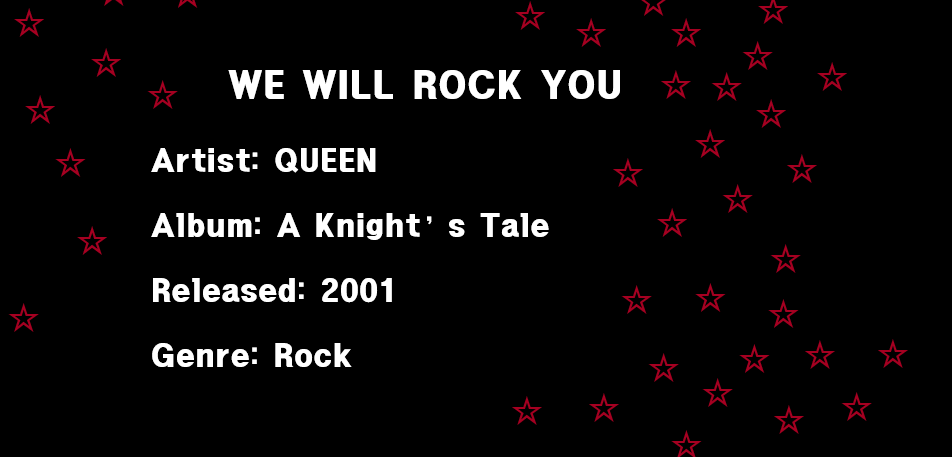 WE WILL ROCK YOU
Artist: QUEEN
Album: A Knight’s Tale
Released: 2001
Genre: Rock